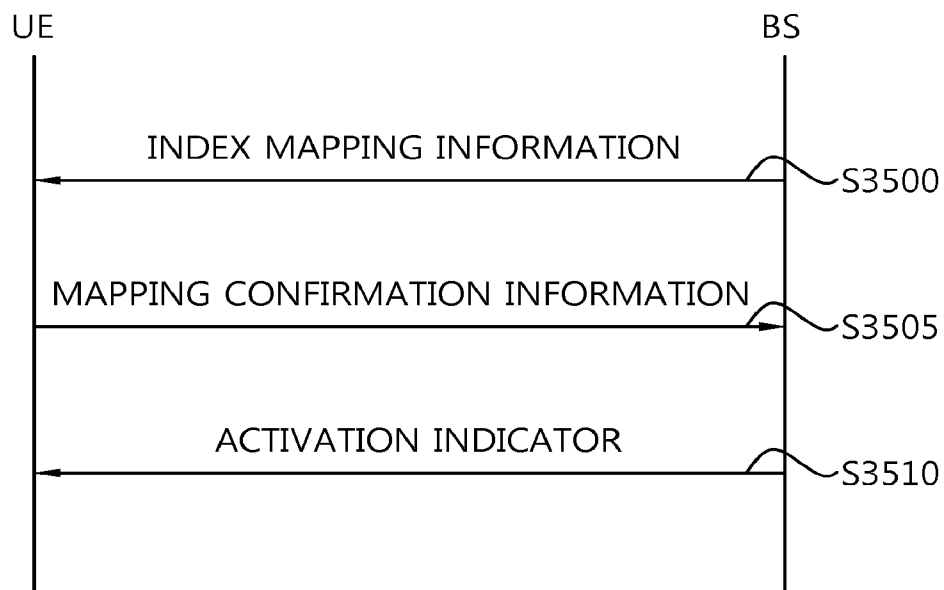 UE
BS
INDEX MAPPING INFORMATION
S3500
MAPPING CONFIRMATION INFORMATION
S3505
ACTIVATION INDICATOR
S3510